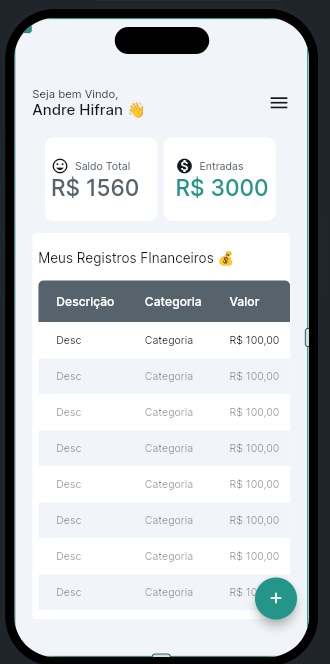 Seja bem Vindo,
Andre Hifran 👋
Saldo Total
R$ 1560
Entradas
R$ 3000
Meus Registros FInanceiros 💰
Descrição Categoria Valor
Desc Categoria R$ 100,00
Desc Categoria R$ 100,00
Desc Categoria R$ 100,00
Desc Categoria R$ 100,00
Desc Categoria R$ 100,00
Desc Categoria R$ 100,00
Desc Categoria R$ 100,00
Desc Categoria R$ 10
+